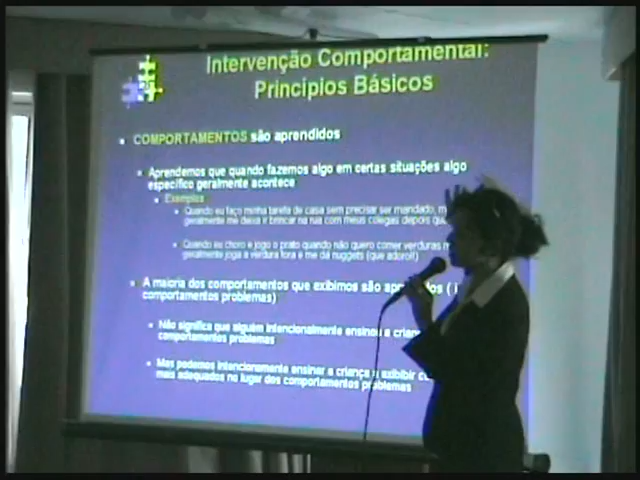 Intervenção Comportamental:
Princípios Básicos
COMPORTAMENTOS são aprendidos
Aprendemos que quando fazemos algo em certas situações algo
específico geralmente acontece
Exemplos
Quando eu faço minha tarefa de casa sem precisar ser mandado,
geralmente me deixa ir brincar na rua com meus colegas depois
Quando eu choro e jogo o prato quando não quero comer verduras
geralmente joga a verdura fora e me dá nuggets (que adoro!)
A maioria dos comportamentos que exibimos são
comportamentos problemas)
Não significa que alguém intencionalmente ensinou a
comportamentos problemas
Mas podemos intencionalmente ensinar a criança a exibir
mais adequados no lugar dos comportamentos problemas